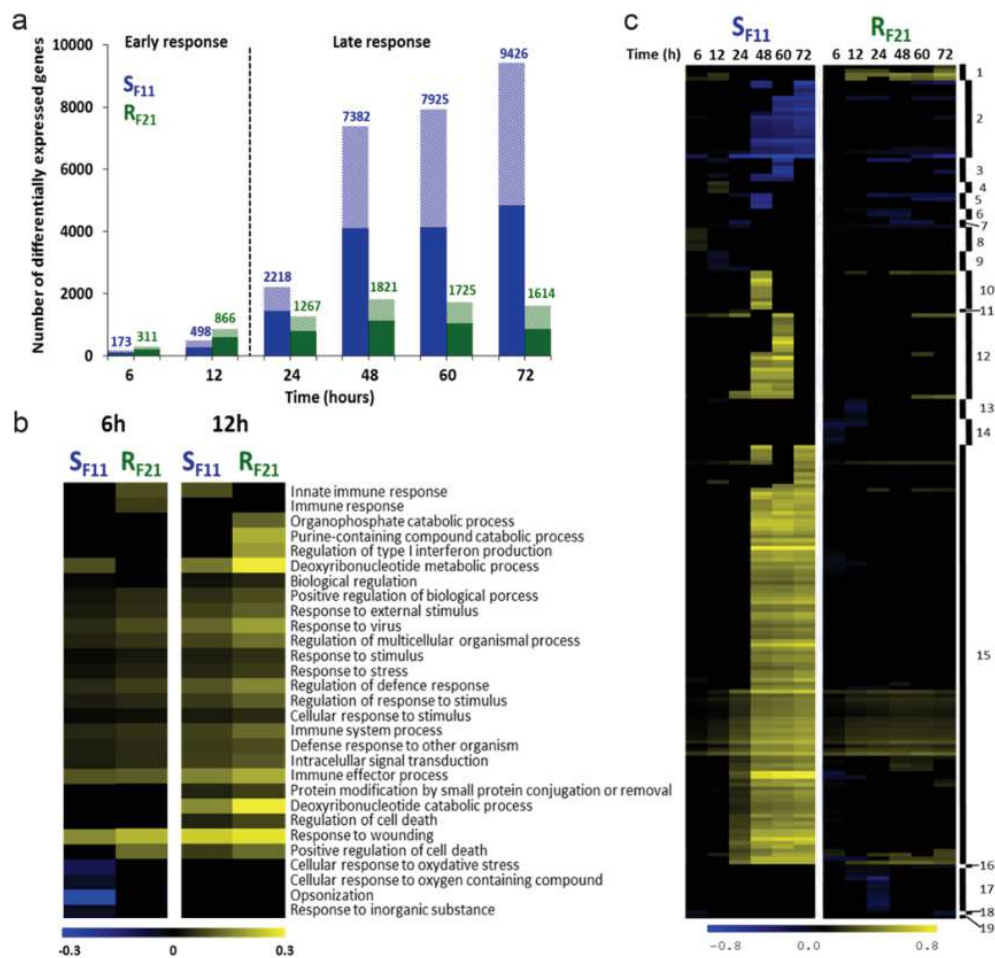 a
Early response
Late response
S_F11
R_F21
Number of differentially expressed genes
10000
8000
6000
4000
2000
0
173
311
498
866
2218
1267
7382
1821
7925
1725
9426
1614
6 12 24 48 60 72
Time (hours)
b
6h 12h
S_F11 R_F21 S_F11 R_F21
Innate immune response
Immune response
Organophosphate catabolic process
Purine-containing compound catabolic process
Regulation of type I interferon production
Deoxyribonucleotide metabolic process
Biological regulation
Positive regulation of biological porcess
Response to external stimulus
Response to virus
Regulation of multicellular organismal process
Response to stimulus
Response to stress
Regulation of defence response
Regulation of response to stimulus
Cellular response to stimulus
Immune system process
Defense response to other organism
Intracelullar signal transduction
Immune effector process
Protein modification by small protein conjugation or removal
Deoxyribonucleotide catabolic process
Regulation of cell death
Response to wounding
Positive regulation of cell death
Cellular response to oxydative stress
Cellular response to oxygen containing compound
Opsonization
Response to inorganic substance
-0.3 0 0.3
c
S_F11 R_F21
Time (h) 6 12 24 48 60 72 6 12 24 48 60 72
1
2
3
4
5
6
7
8
9
10
11
12
13
14
15
16
17
18
19
-0.8 0.0 0.8